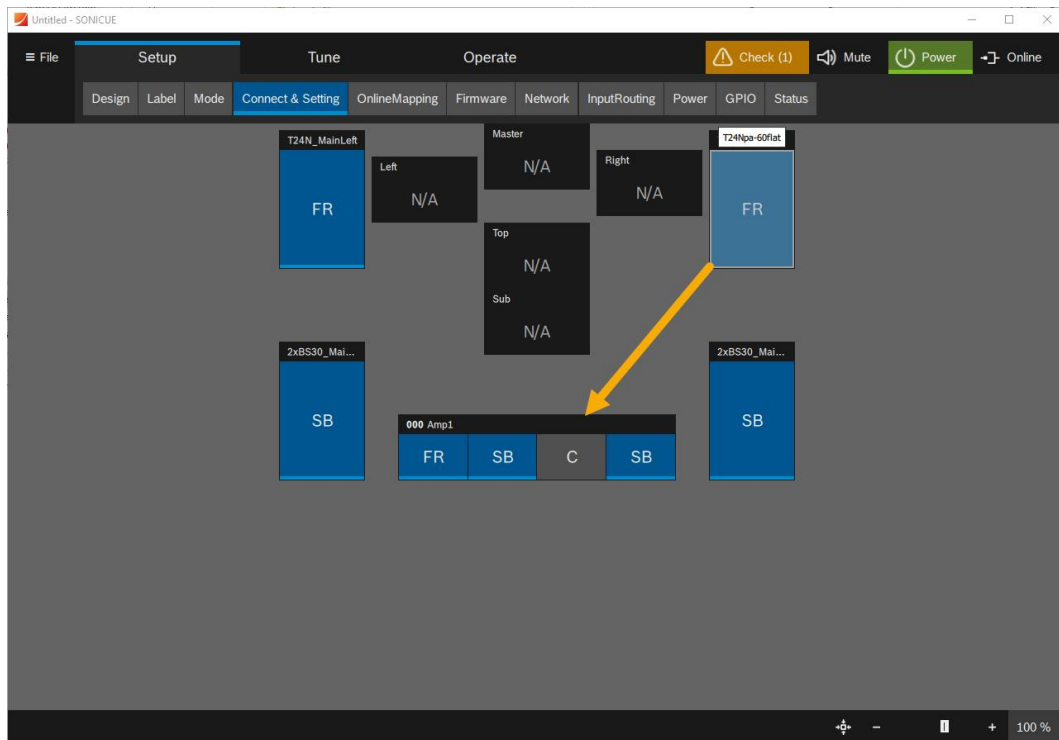 Untitled - SONICUE
File Setup Tune Operate Check (1) Mute Power Online
Design Label Mode Connect & Setting OnlineMapping Firmware Network InputRouting Power GPIO Status
T24N_MainLeft
FR
Left
N/A
Master
N/A
Right
N/A
T24Npa-60flat
FR
Top
N/A
Sub
N/A
2xBS30_Mai...
SB
2xBS30_Mai...
SB
000 Amp1
FR SB C SB
100 %